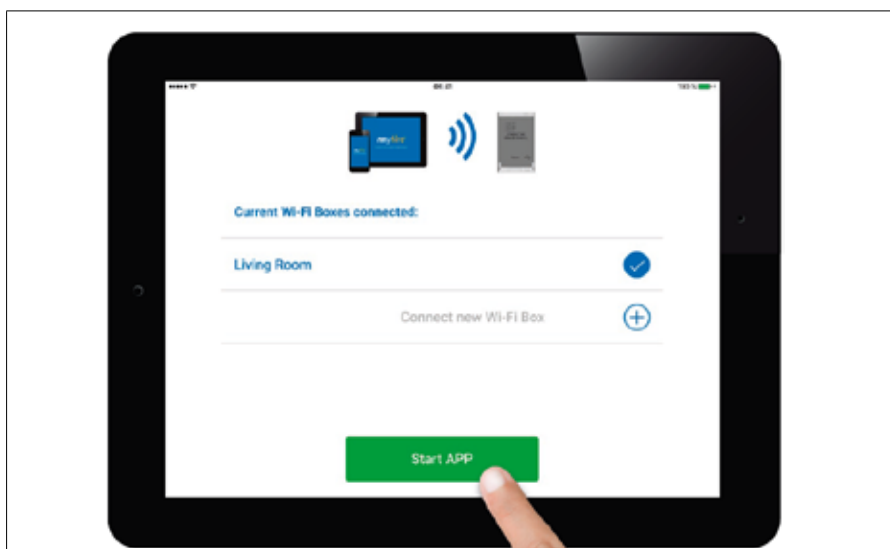 Current Wi-Fi Boxes connected:
Living Room
Connect new Wi-Fi Box
Start APP